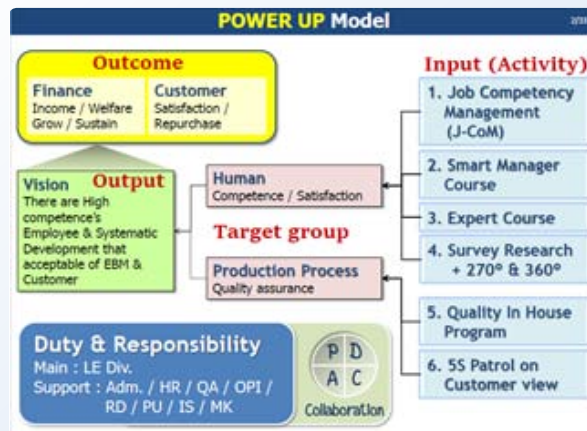 POWER UP Model
Outcome
Finance
Income / Welfare
Grow / Sustain
Customer
Satisfaction /
Repurchase
Vision
Output
There are High
competence's
Employee & Systematic
Development that
acceptable of EBM &
Customer
Human
Competence / Satisfaction
Target group
Production Process
Quality assurance
Input (Activity)
1. Job Competency
Management
(J-CoM)
2. Smart Manager
Course
3. Expert Course
4. Survey Research
+ 270° & 360°
5. Quality In House
Program
6. 5S Patrol on
Customer view
Duty & Responsibility
Main : LE Div.
Support : Adm. / HR / QA / OPI /
RD / PU / IS / MK
P D
A C
Collaboration